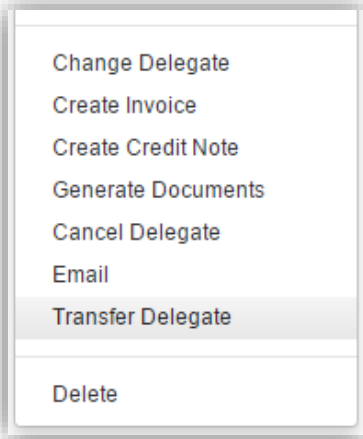 Change Delegate
Create Invoice
Create Credit Note
Generate Documents
Cancel Delegate
Email
Transfer Delegate
Delete